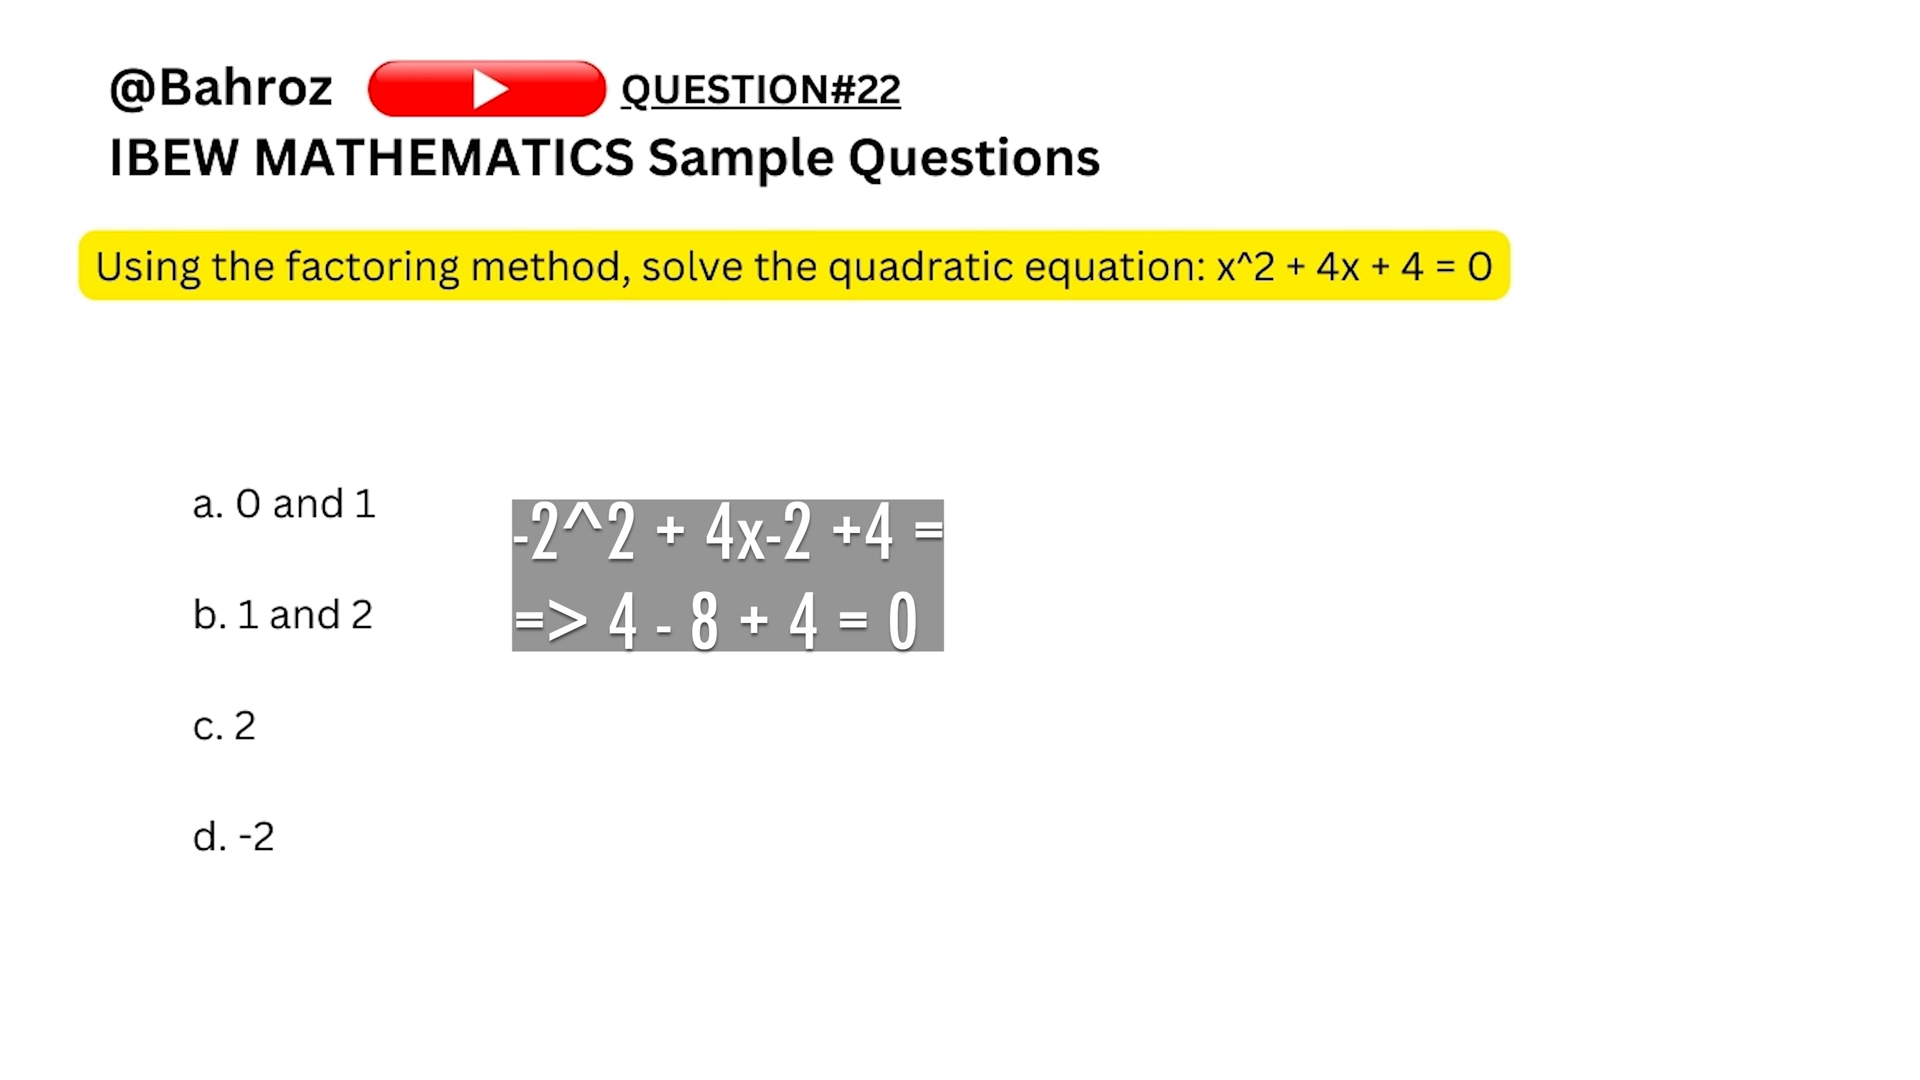 @Bahroz QUESTION#22
IBEW MATHEMATICS Sample Questions
Using the factoring method, solve the quadratic equation: x^2 + 4x + 4 = 0
a. 0 and 1
b. 1 and 2
c. 2
d. -2
-2^2 + 4x-2 +4 =
=> 4 - 8 + 4 = 0